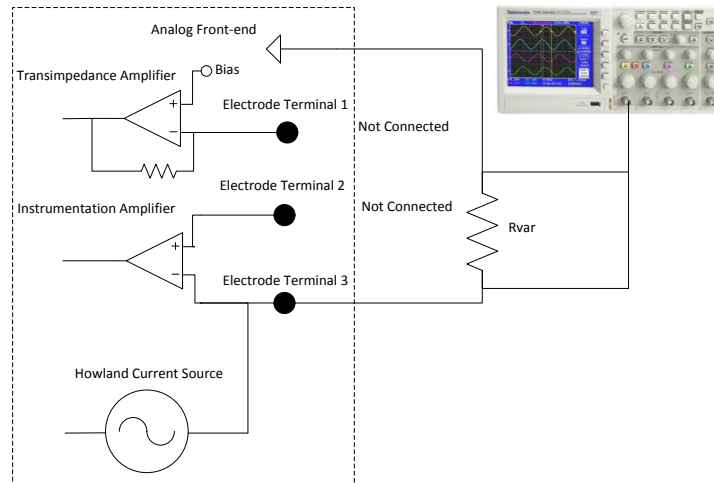 Analog Front-end
Tektronix
Transimpedance Amplifier
Bias
+
−
Electrode Terminal 1
Not Connected
Electrode Terminal 2
Instrumentation Amplifier
Not Connected
+
−
Rvar
Electrode Terminal 3
Howland Current Source